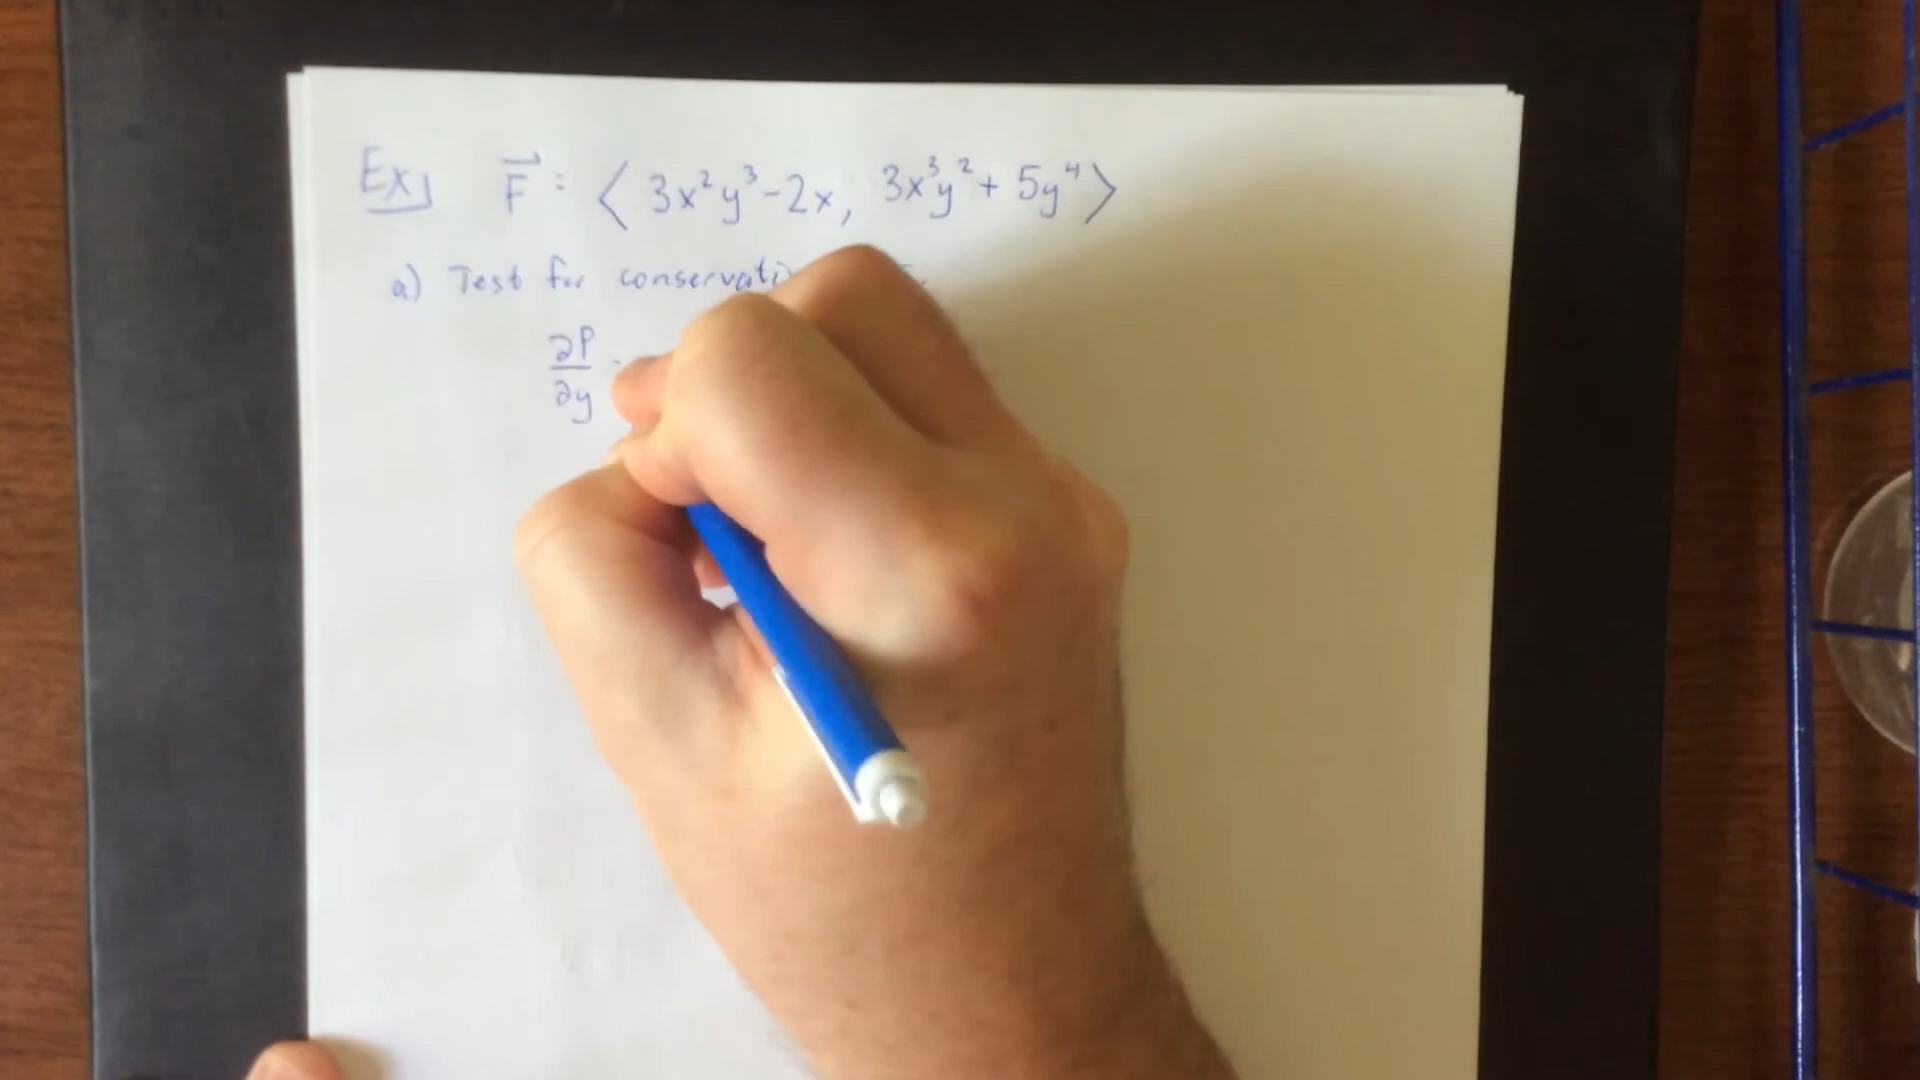 Ex] F⃗ = ⟨ 3x²y³-2x, 3x³y²+ 5y⁴⟩
a) Test for
∂P
∂y